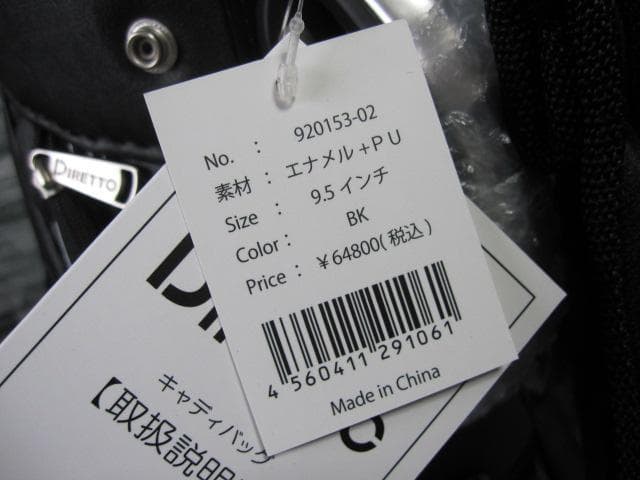 DIRETTO
No. : 920153-02
素材 : エナメル+PU
Size : 9.5インチ
Color : BK
Price : ¥64800(税込)
4 560411 291061
Made in China
キャディバッグ
【取扱説明